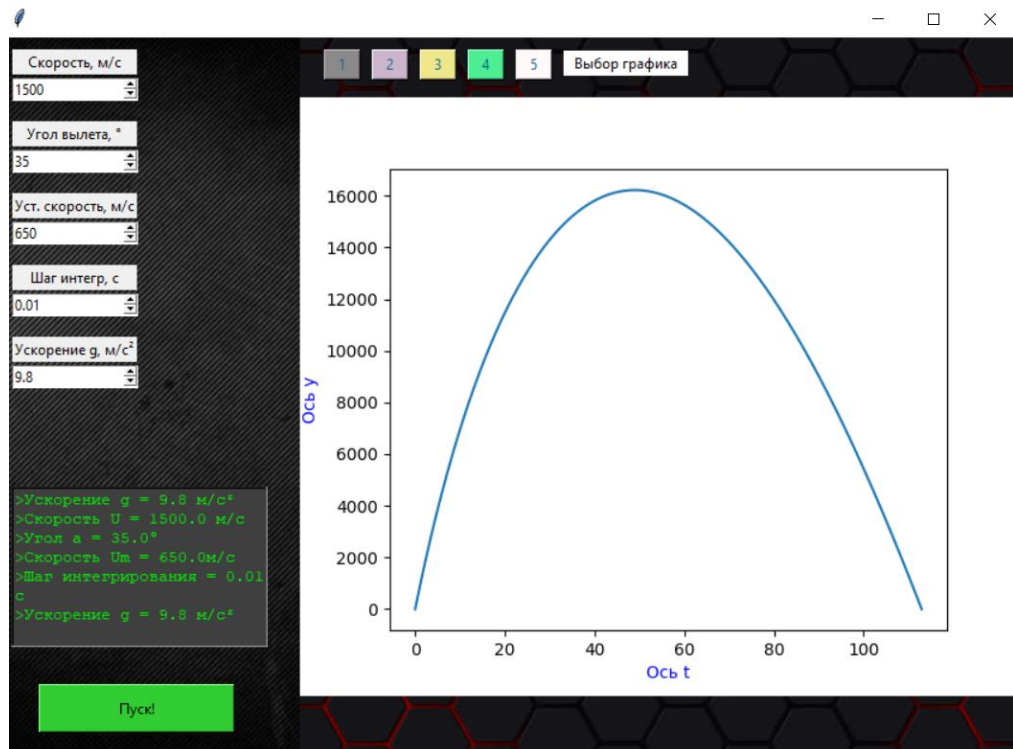 Скорость, м/с
1500
Угол вылета, °
35
Уст. скорость, м/с
650
Шаг интегр, с
0.01
Ускорение g, м/с²
9.8
>Ускорение g = 9.8 м/с²
>Скорость U = 1500.0 м/с
>Угол a = 35.0°
>Скорость Um = 650.0м/с
>Шаг интегрирования = 0.01
с
>Ускорение g = 9.8 м/с²
Пуск!
1 2 3 4 5 Выбор графика
16000
14000
12000
10000
8000
6000
4000
2000
0
Ось y
0 20 40 60 80 100
Ось t